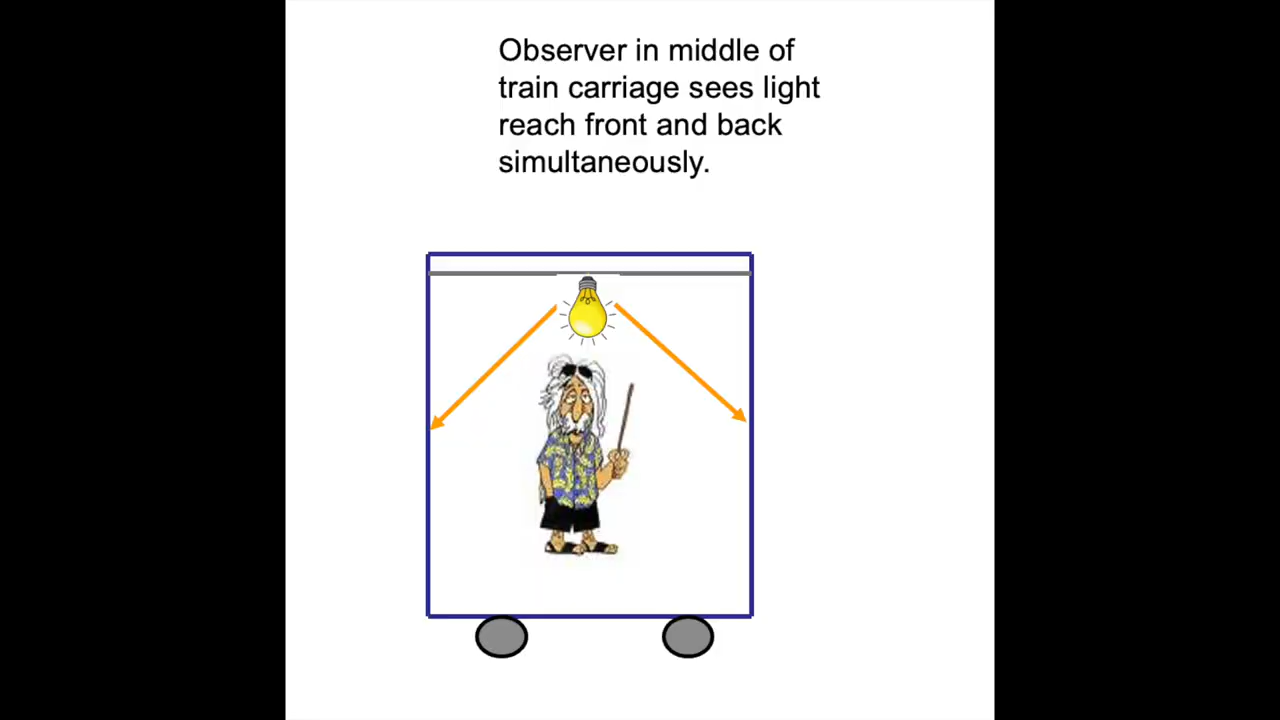 Observer in middle of
train carriage sees light
reach front and back
simultaneously.